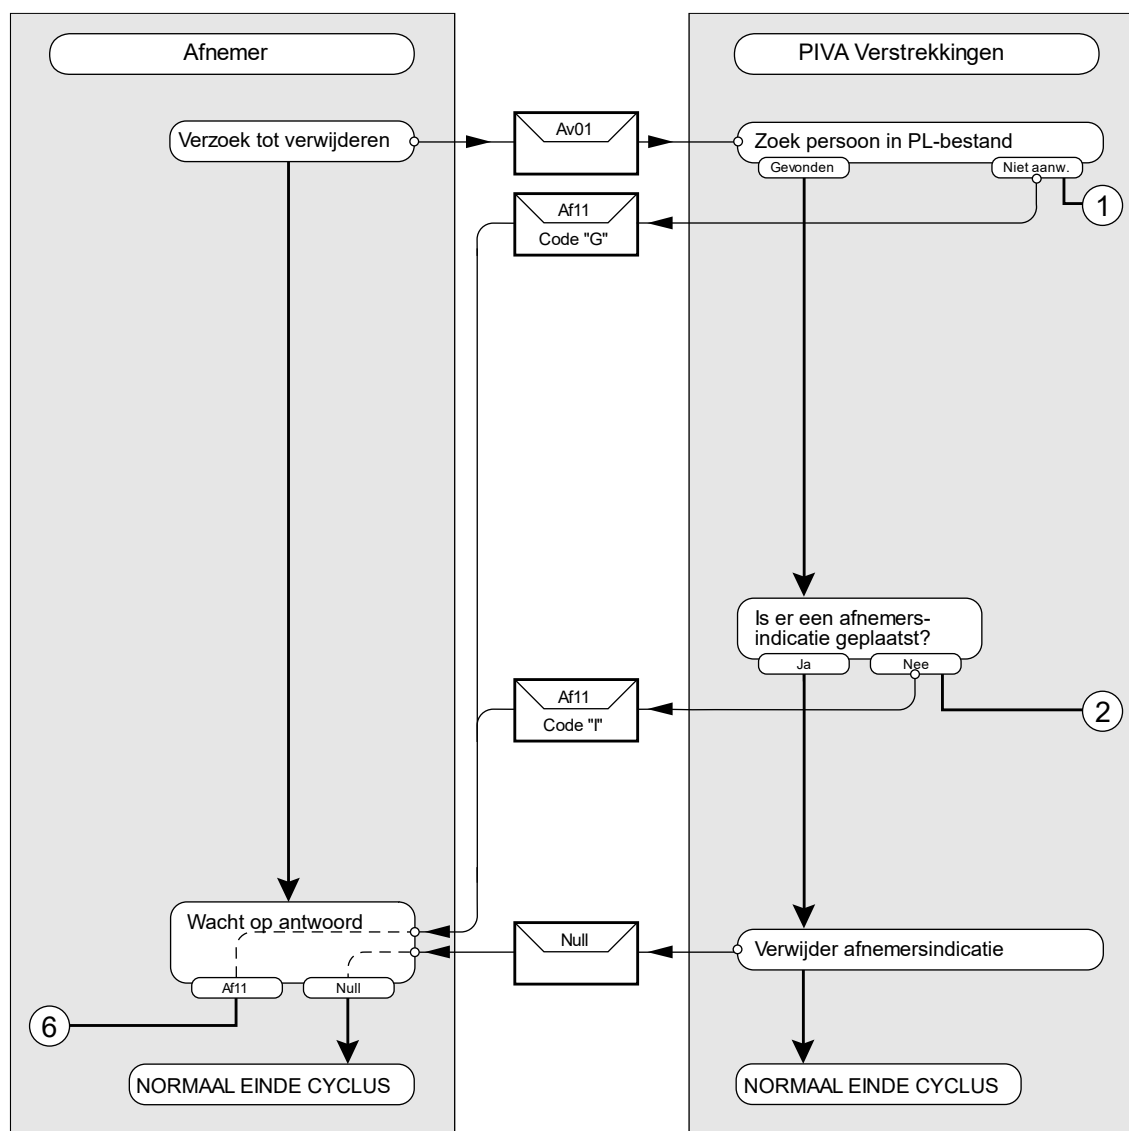 Afnemer
PIVA Verstrekkingen
Verzoek tot verwijderen
Av01
Zoek persoon in PL-bestand
Gevonden
Niet aanw.
1
Af11
Code "G"
Is er een afnemers-
indicatie geplaatst?
Ja
Nee
Af11
Code "I"
2
Wacht op antwoord
Null
Verwijder afnemersindicatie
Af11
Null
6
NORMAAL EINDE CYCLUS
NORMAAL EINDE CYCLUS